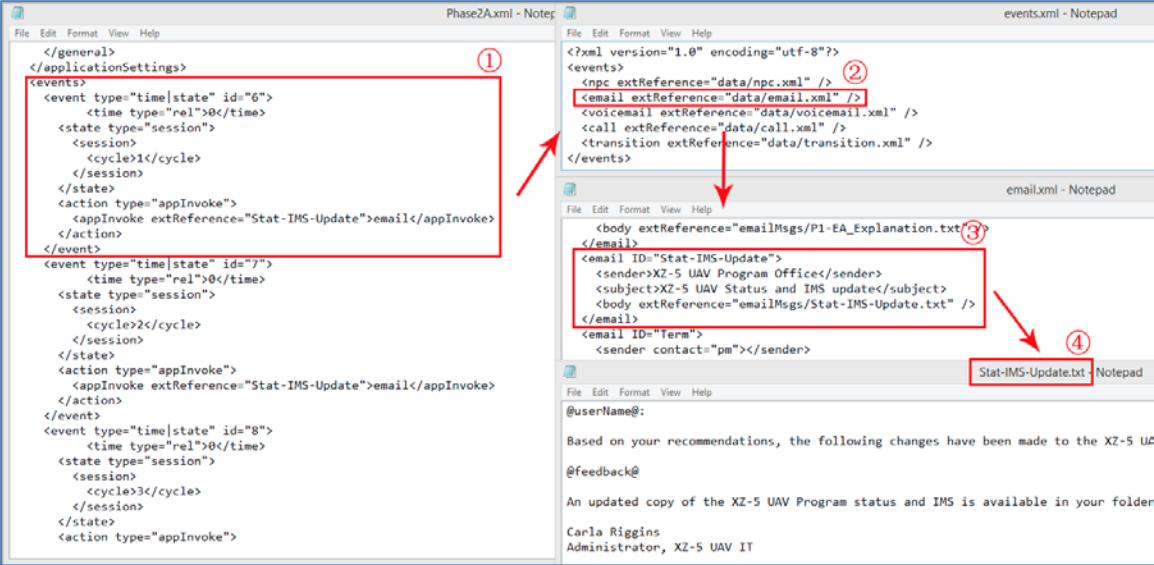 Phase2A.xml - Notep
File Edit Format View Help
</general>
</applicationSettings>
①
<events>
<event type="time|state" id="6">
<time type="rel">0</time>
<state type="session">
<session>
<cycle>1</cycle>
</session>
</state>
<action type="appInvoke">
<appInvoke extReference="Stat-IMS-Update">email</appInvoke>
</action>
</event>
<event type="time|state" id="7">
<time type="rel">0</time>
<state type="session">
<session>
<cycle>2</cycle>
</session>
</state>
<action type="appInvoke">
<appInvoke extReference="Stat-IMS-Update">email</appInvoke>
</action>
</event>
<event type="time|state" id="8">
<time type="rel">0</time>
<state type="session">
<session>
<cycle>3</cycle>
</session>
</state>
<action type="appInvoke">
events.xml - Notepad
File Edit Format View Help
<?xml version="1.0" encoding="utf-8"?>
<events>
<npc extReference="data/npc.xml" />
②
<email extReference="data/email.xml" />
<voicemail extReference="data/voicemail.xml" />
<call extReference="data/call.xml" />
<transition extReference="data/transition.xml" />
</events>
email.xml - Notepad
File Edit Format View Help
<body extReference="emailMsgs/P1-EA_Explanation.txt" />
③
</email>
<email ID="Stat-IMS-Update">
<sender>XZ-5 UAV Program Office</sender>
<subject>XZ-5 UAV Status and IMS update</subject>
<body extReference="emailMsgs/Stat-IMS-Update.txt" />
</email>
<email ID="Term">
<sender contact="pm"></sender>
④
Stat-IMS-Update.txt - Notepad
File Edit Format View Help
@userName@:
Based on your recommendations, the following changes have been made to the XZ-5 UA
@feedback@
An updated copy of the XZ-5 UAV Program status and IMS is available in your folder
Carla Riggins
Administrator, XZ-5 UAV IT